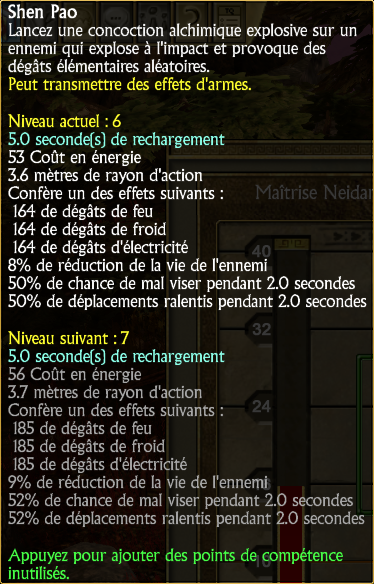 Shen Pao
Lancez une concoction alchimique explosive sur un
ennemi qui explose à l'impact et provoque des
dégâts élémentaires aléatoires.
Peut transmettre des effets d'armes.
Niveau actuel : 6
5.0 seconde(s) de rechargement
53 Coût en énergie
3.6 mètres de rayon d'action
Confère un des effets suivants :
164 de dégâts de feu
164 de dégâts de froid
164 de dégâts d'électricité
8% de réduction de la vie de l'ennemi
50% de chance de mal viser pendant 2.0 secondes
50% de déplacements ralentis pendant 2.0 secondes
Niveau suivant : 7
5.0 seconde(s) de rechargement
56 Coût en énergie
3.7 mètres de rayon d'action
Confère un des effets suivants :
185 de dégâts de feu
185 de dégâts de froid
185 de dégâts d'électricité
9% de réduction de la vie de l'ennemi
52% de chance de mal viser pendant 2.0 secondes
52% de déplacements ralentis pendant 2.0 secondes
Appuyez pour ajouter des points de compétence
inutilisés.
Maîtrise Neidan
40
32
24
16